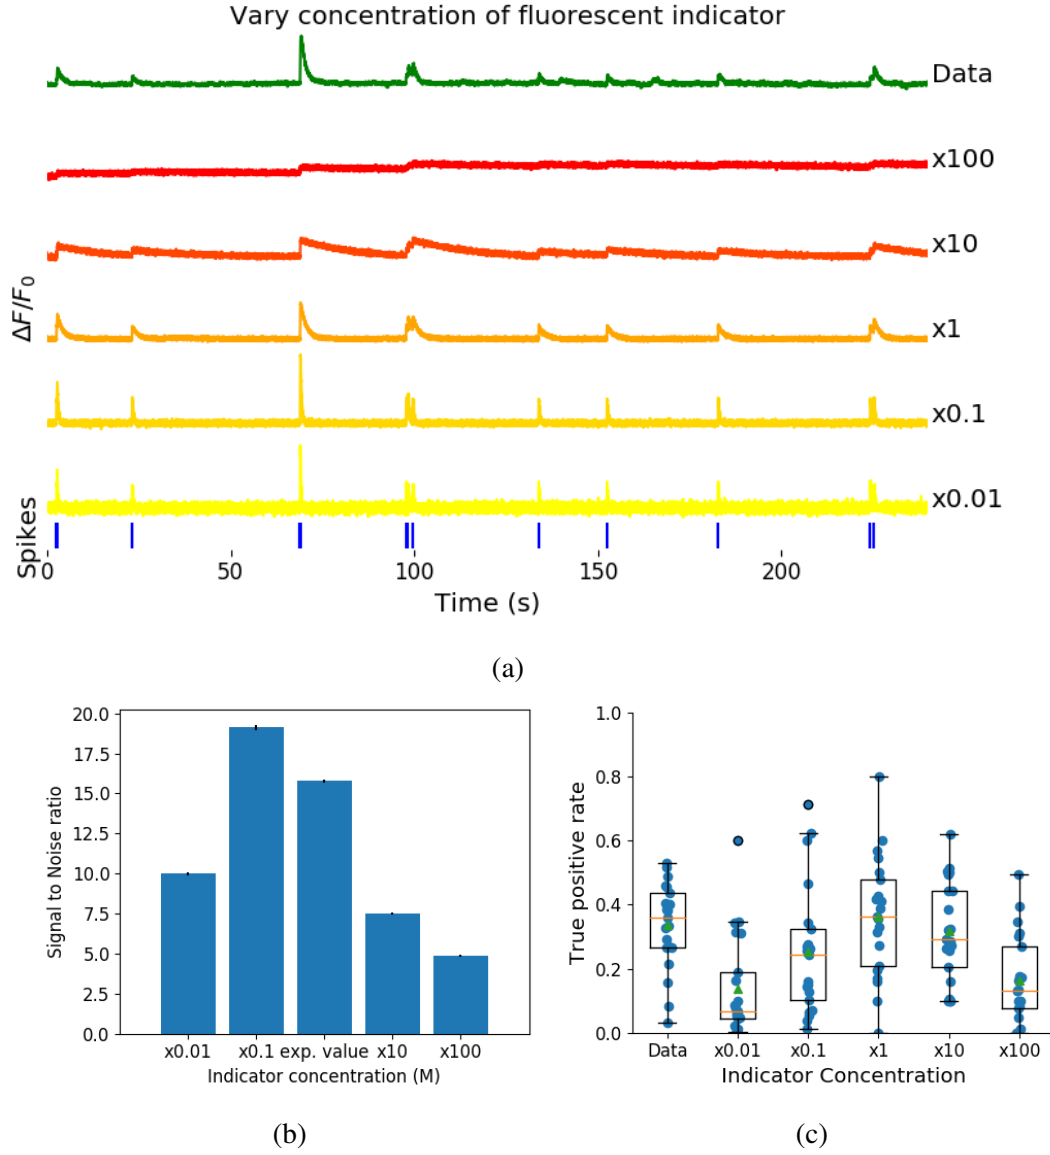 Vary concentration of fluorescent indicator
Data
x100
x10
x1
x0.1
x0.01
ΔF/F₀
Spikes
0 50 100 150 200
Time (s)
(a)
20.0
17.5
15.0
12.5
10.0
7.5
5.0
2.5
0.0
Signal to Noise ratio
x0.01 x0.1 exp. value x10 x100
Indicator concentration (M)
(b)
1.0
0.8
0.6
0.4
0.2
0.0
True positive rate
Data x0.01 x0.1 x1 x10 x100
Indicator Concentration
(c)